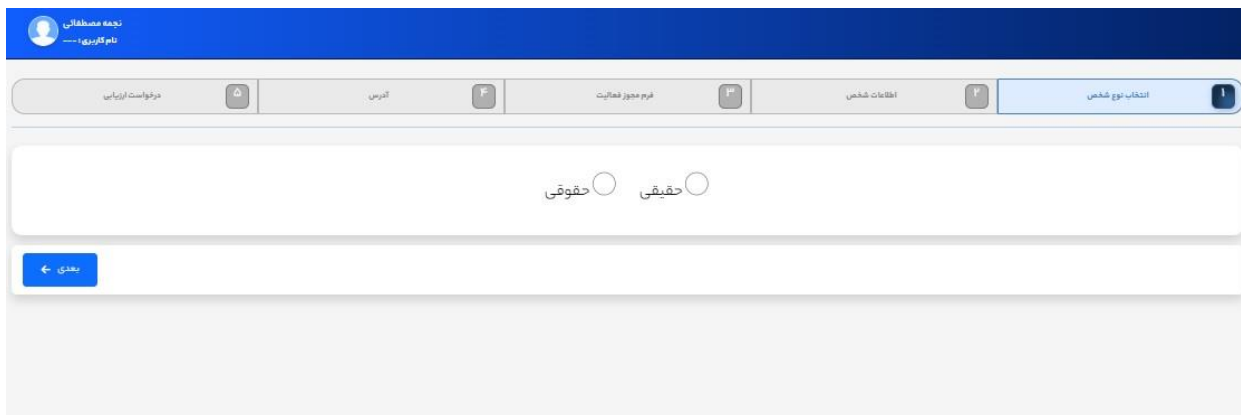 نجمه مصطفائی
نام کاربری: ----
۱ انتخاب نوع شخص
۲ اطلاعات شخص
۳ فرم مجوز فعالیت
۴ آدرس
۵ درخواست ارزیابی
حقیقی حقوقی
بعدی ←